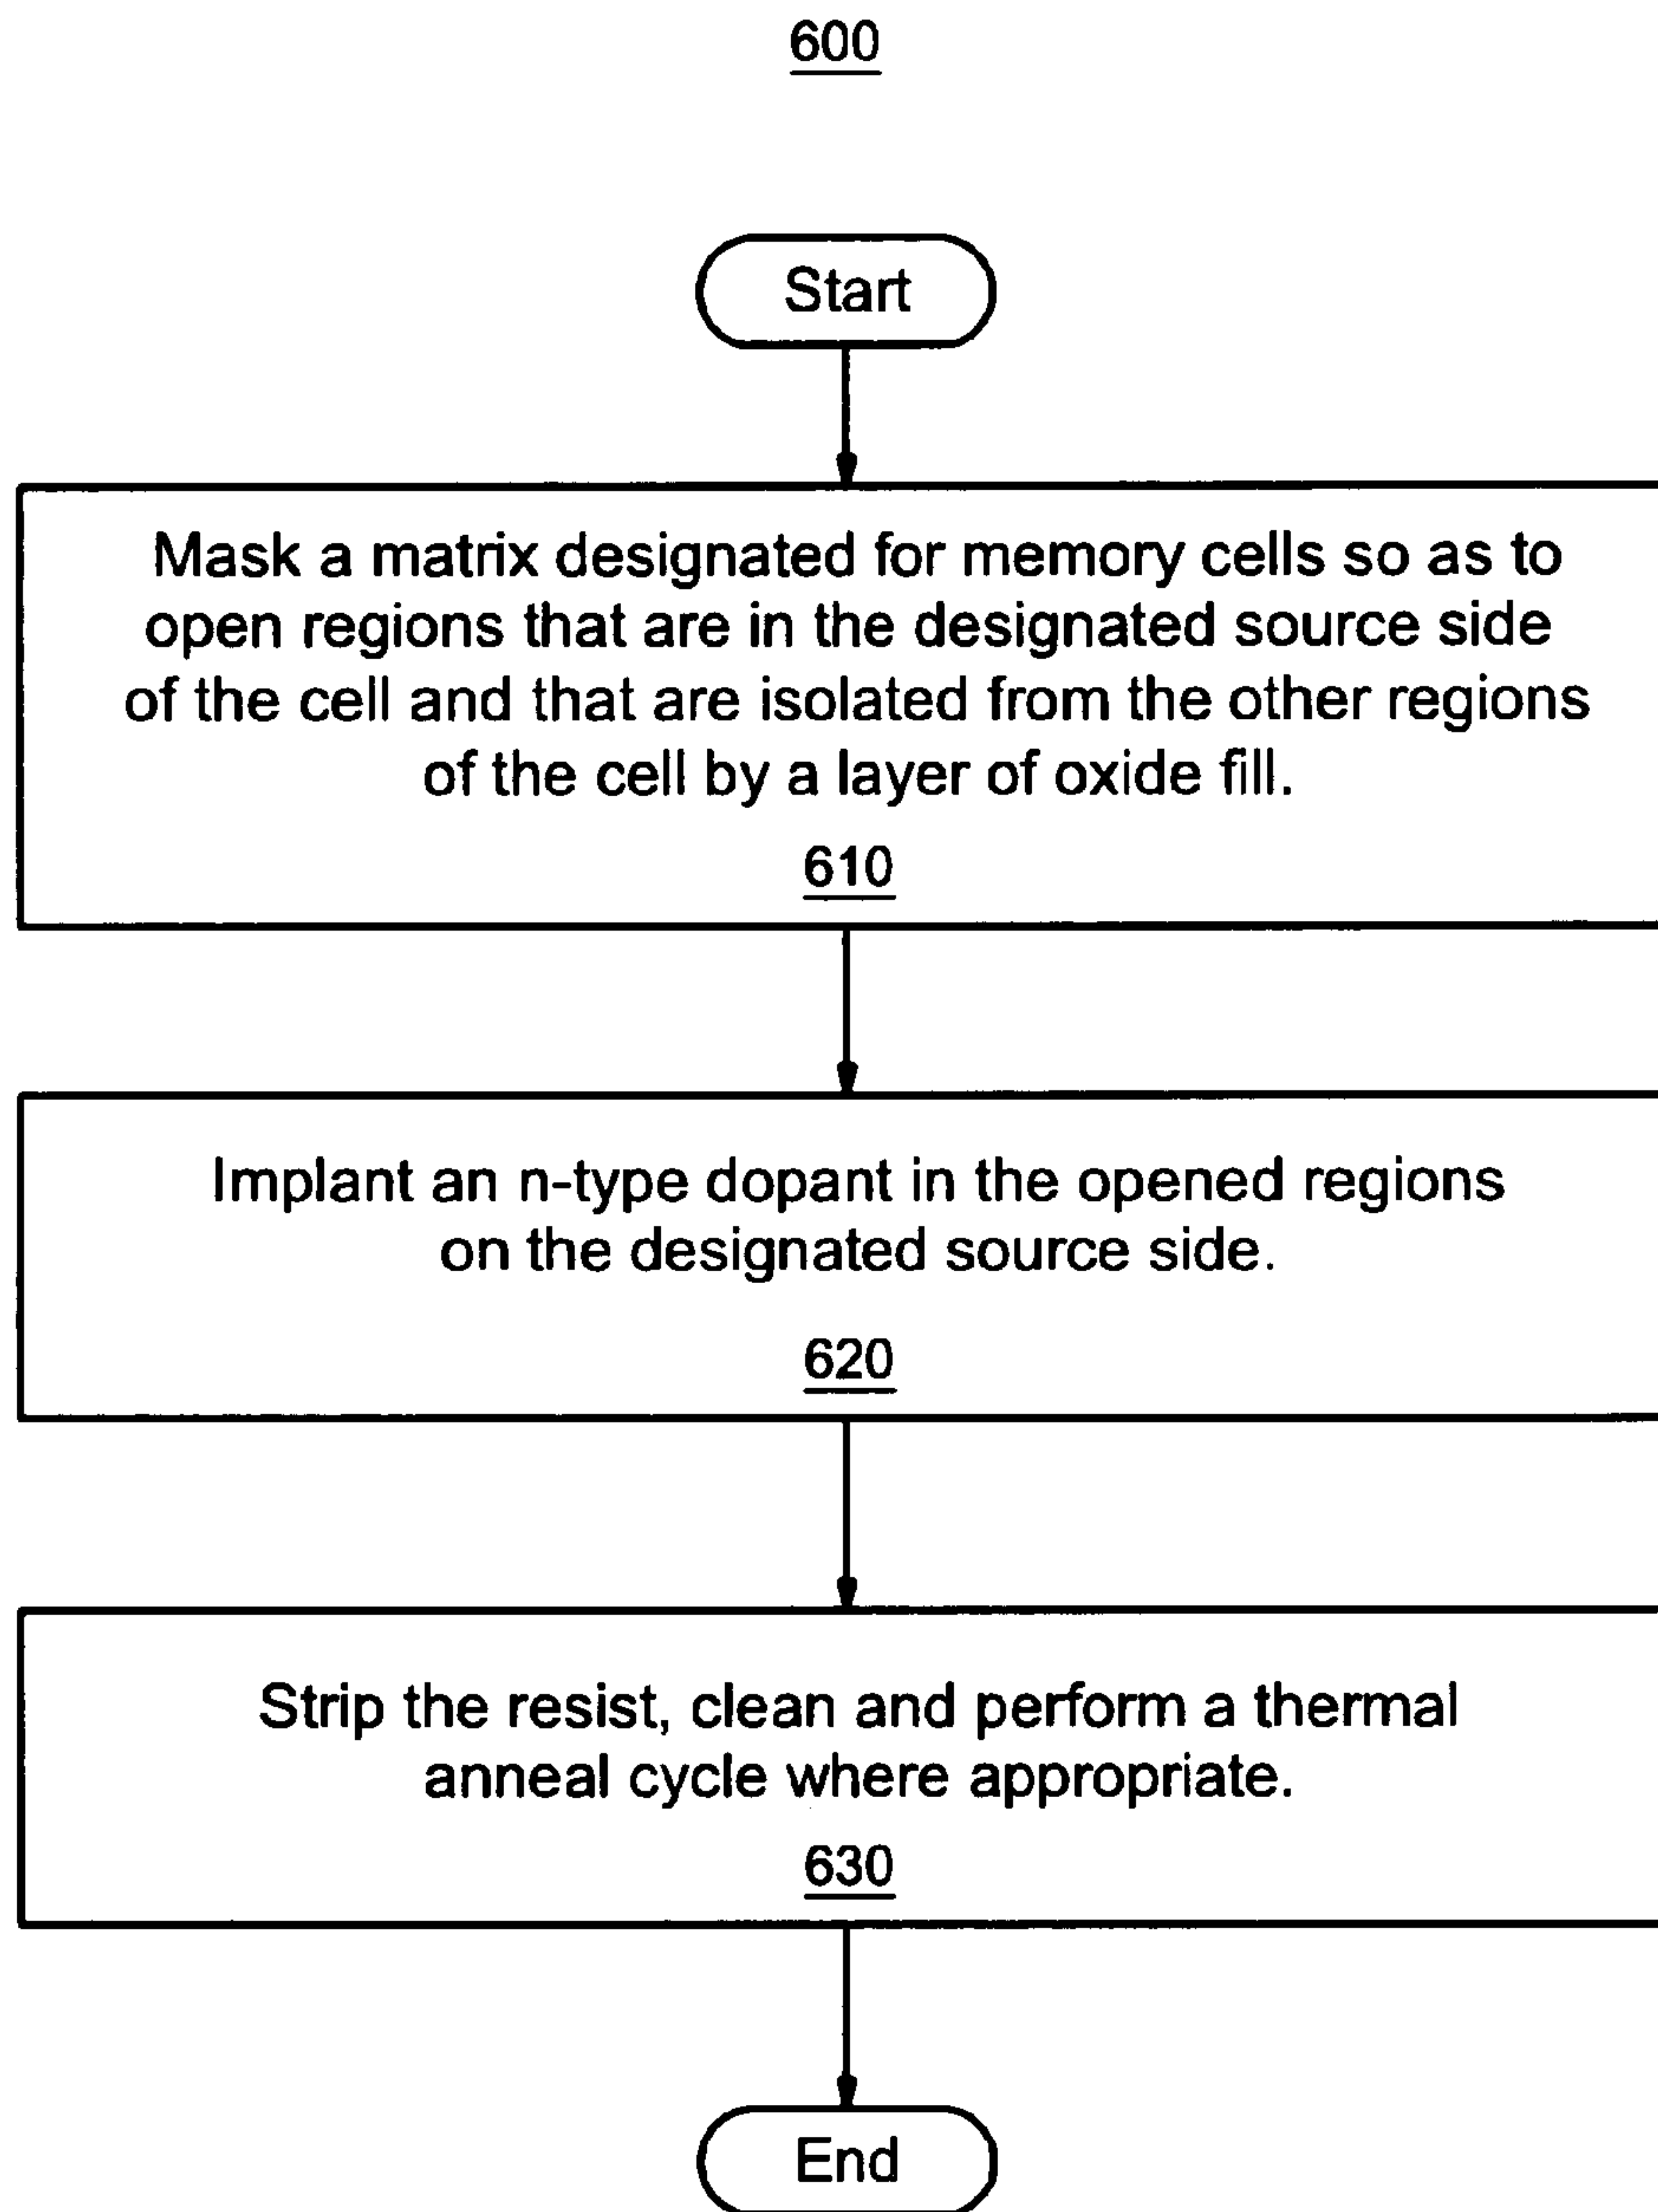 600
Start
Mask a matrix designated for memory cells so as to
open regions that are in the designated source side
of the cell and that are isolated from the other regions
of the cell by a layer of oxide fill.
610
Implant an n-type dopant in the opened regions
on the designated source side.
620
Strip the resist, clean and perform a thermal
anneal cycle where appropriate.
630
End